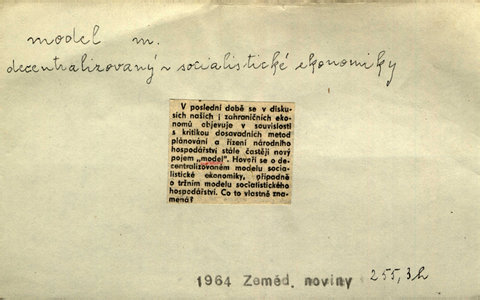 model m.
decentralizovaný ~ socialistické ekonomiky
V poslední době se v disku-
sích našich i zahraničních eko-
nomů objevuje v souvislosti
s kritikou dosavadních metod
plánování a řízení národního
hospodářství stále častěji nový
pojem „model". Hovoří se o de-
centralizovaném modelu socia-
listické ekonomiky, případně
o tržním modelu socialistického
hospodářství. Co to vlastně zna-
mená?
1964 Zeměd. noviny 255, 3h